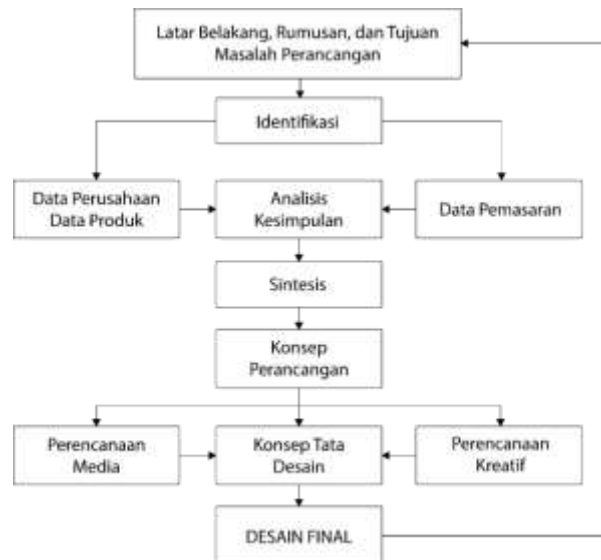 Latar Belakang, Rumusan, dan Tujuan
Masalah Perancangan
Identifikasi
Data Perusahaan
Data Produk
Analisis
Kesimpulan
Data Pemasaran
Sintesis
Konsep
Perancangan
Perencanaan
Media
Konsep Tata
Desain
Perencanaan
Kreatif
DESAIN FINAL